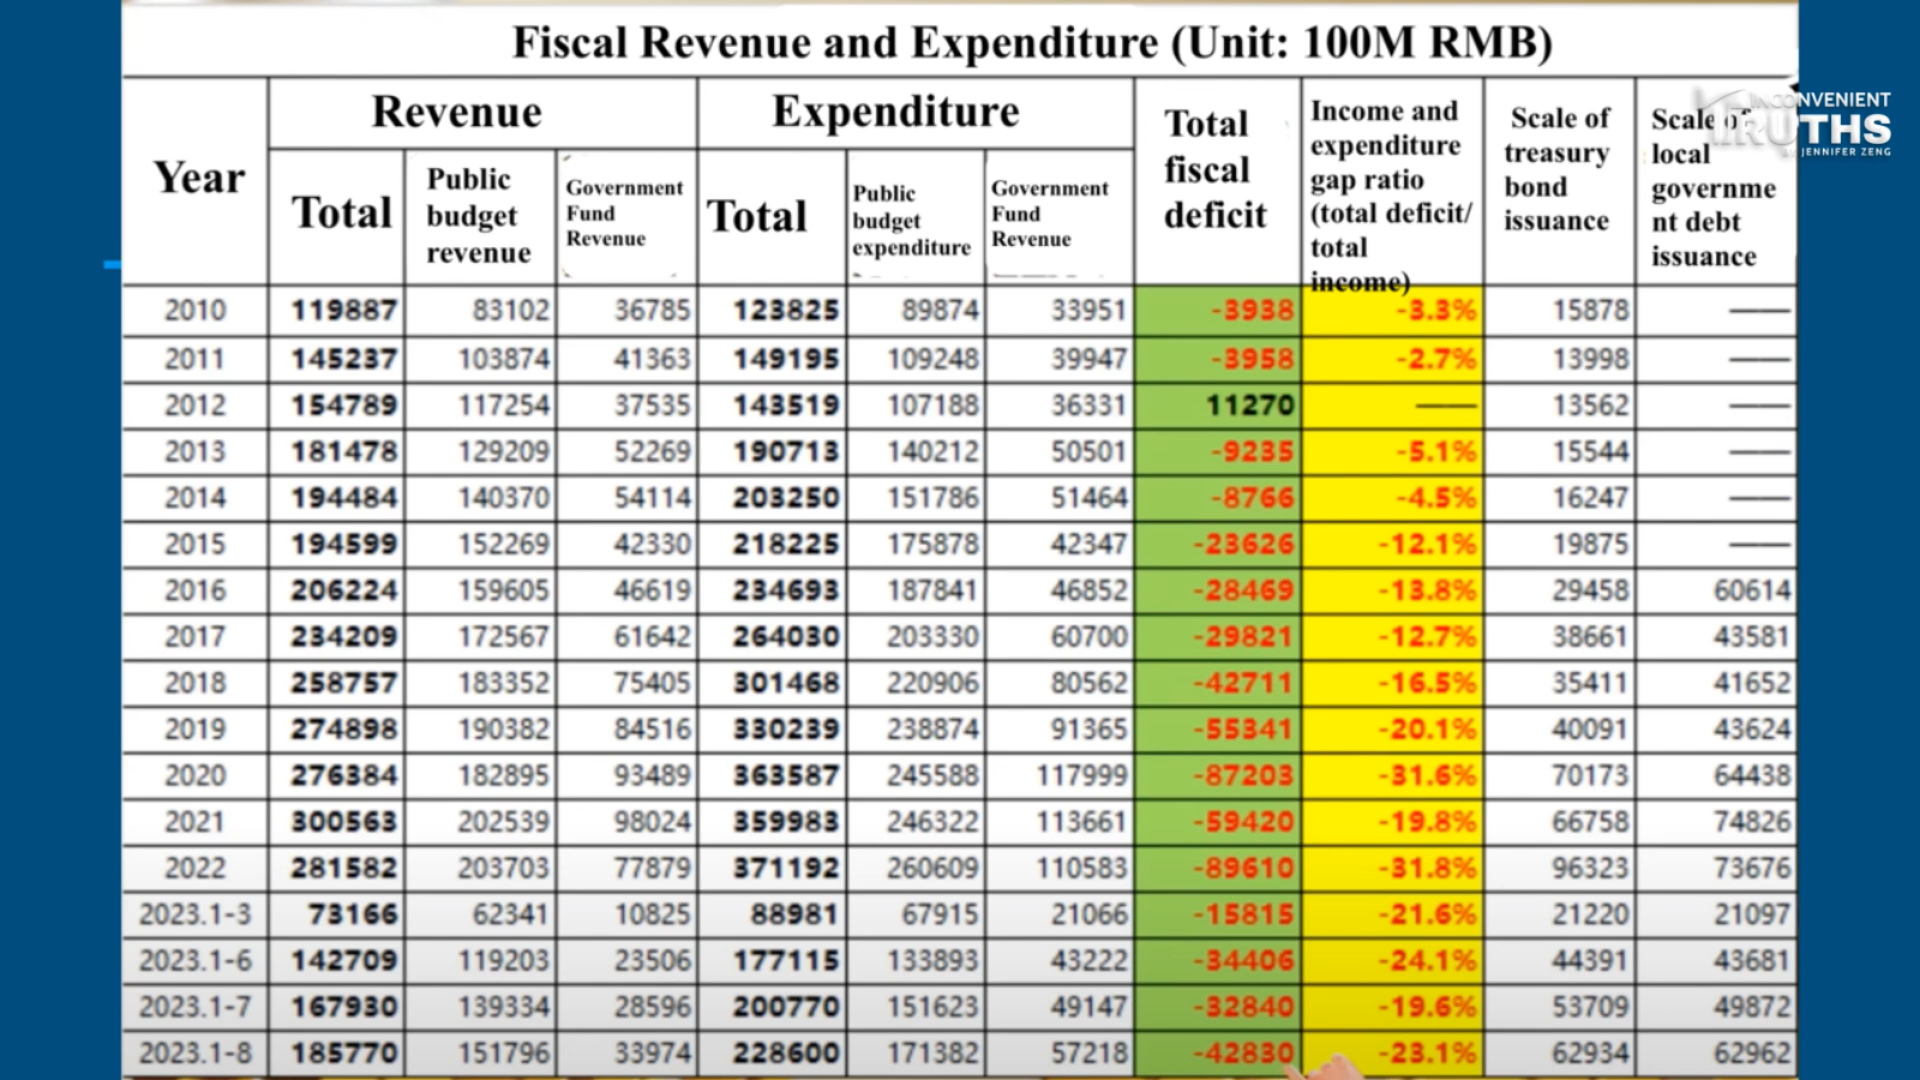 Fiscal Revenue and Expenditure (Unit: 100M RMB)
INCONVENIENT
TRUTHS
BY JENNIFER ZENG
Year
Revenue
Total
Public
budget
revenue
Government
Fund
Revenue
Expenditure
Total
Public
budget
expenditure
Government
Fund
Revenue
Total
fiscal
deficit
Income and
expenditure
gap ratio
(total deficit/
total
income)
Scale of
treasury
bond
issuance
Scale of
local
governme
nt debt
issuance
2010 119887 83102 36785 123825 89874 33951 -3938 -3.3% 15878 ——
2011 145237 103874 41363 149195 109248 39947 -3958 -2.7% 13998 ——
2012 154789 117254 37535 143519 107188 36331 11270 —— 13562 ——
2013 181478 129209 52269 190713 140212 50501 -9235 -5.1% 15544 ——
2014 194484 140370 54114 203250 151786 51464 -8766 -4.5% 16247 ——
2015 194599 152269 42330 218225 175878 42347 -23626 -12.1% 19875 ——
2016 206224 159605 46619 234693 187841 46852 -28469 -13.8% 29458 60614
2017 234209 172567 61642 264030 203330 60700 -29821 -12.7% 38661 43581
2018 258757 183352 75405 301468 220906 80562 -42711 -16.5% 35411 41652
2019 274898 190382 84516 330239 238874 91365 -55341 -20.1% 40091 43624
2020 276384 182895 93489 363587 245588 117999 -87203 -31.6% 70173 64438
2021 300563 202539 98024 359983 246322 113661 -59420 -19.8% 66758 74826
2022 281582 203703 77879 371192 260609 110583 -89610 -31.8% 96323 73676
2023.1-3 73166 62341 10825 88981 67915 21066 -15815 -21.6% 21220 21097
2023.1-6 142709 119203 23506 177115 133893 43222 -34406 -24.1% 44391 43681
2023.1-7 167930 139334 28596 200770 151623 49147 -32840 -19.6% 53709 49872
2023.1-8 185770 151796 33974 228600 171382 57218 -42830 -23.1% 62934 62962